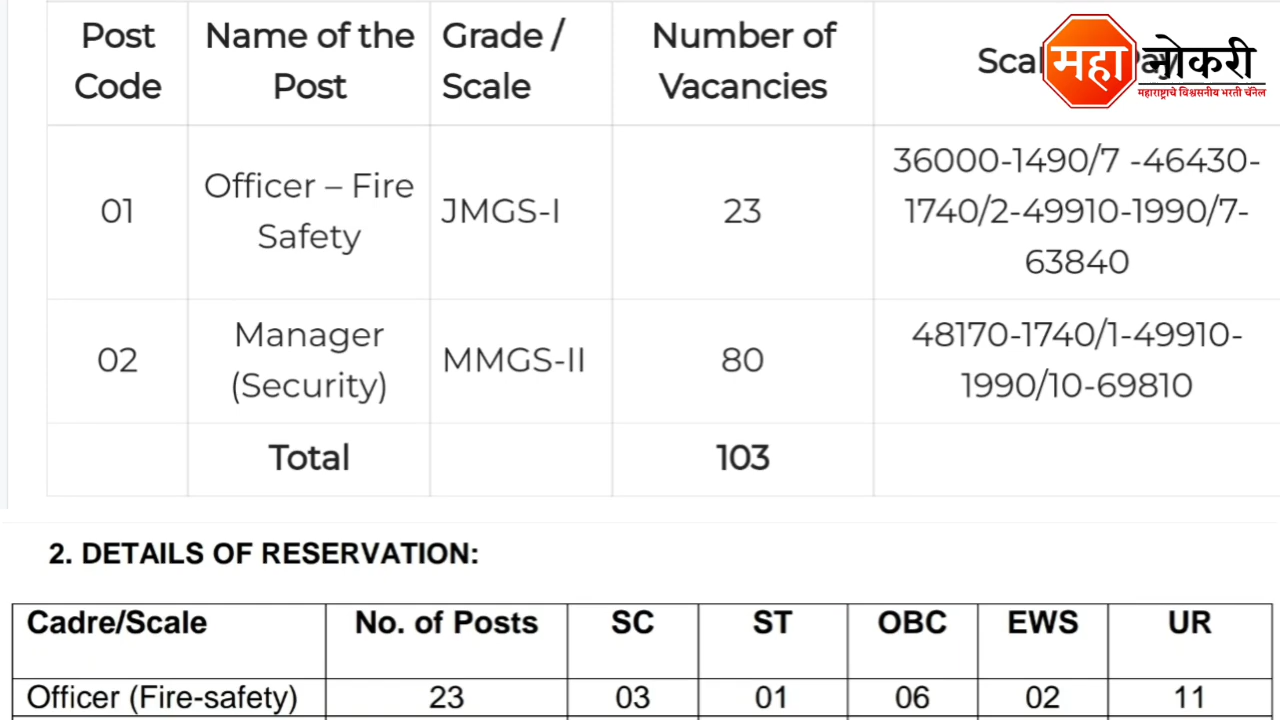 Post Code
Name of the Post
Grade / Scale
Number of Vacancies
Scal
Pay
महा नोकरी
महाराष्ट्राचे विश्वसनीय भरती चॅनेल
01
Officer – Fire Safety
JMGS-I
23
36000-1490/7 -46430-
1740/2-49910-1990/7-
63840
02
Manager (Security)
MMGS-II
80
48170-1740/1-49910-
1990/10-69810
Total
103
2. DETAILS OF RESERVATION:
Cadre/Scale No. of Posts SC ST OBC EWS UR
Officer (Fire-safety) 23 03 01 06 02 11